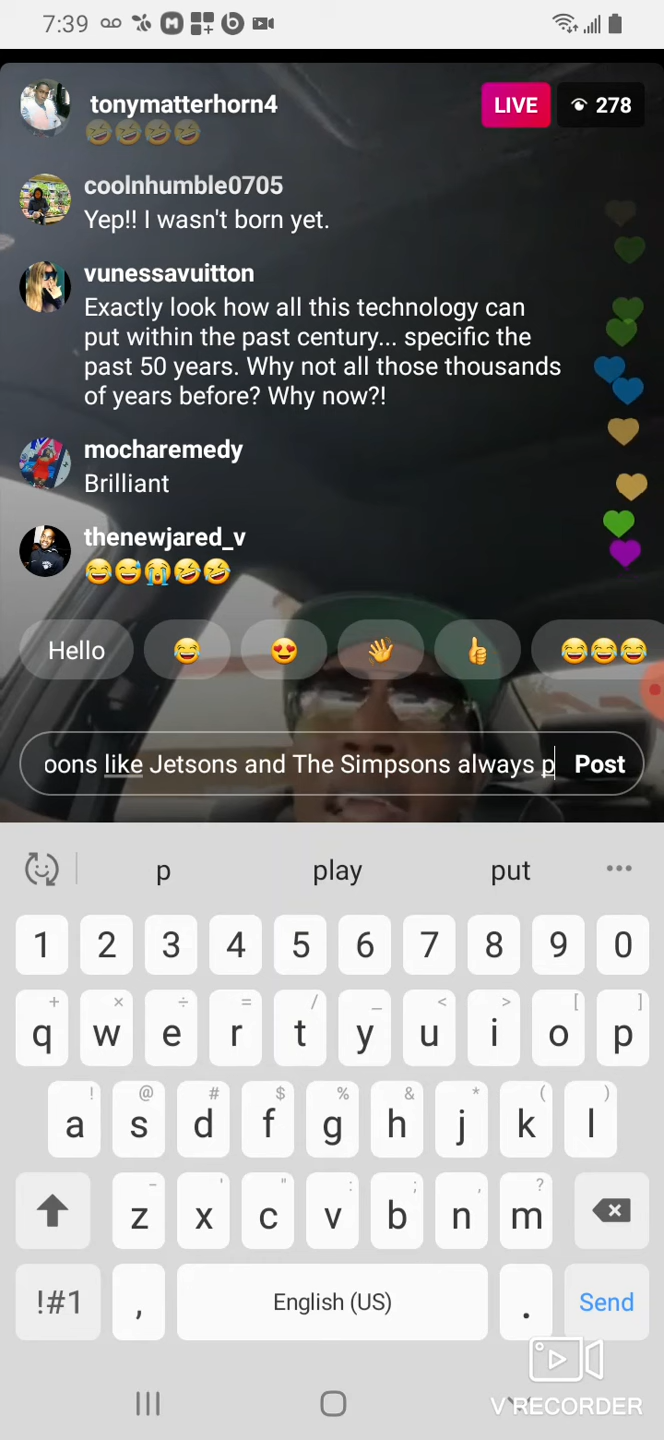 7:39
tonymatterhorn4
LIVE
278
🤣🤣🤣🤣
coolnhumble0705
Yep!! I wasn't born yet.
vunessavuitton
Exactly look how all this technology can
put within the past century... specific the
past 50 years. Why not all those thousands
of years before? Why now?!
mocharemedy
Brilliant
thenewjared_v
😂😅😭🤣🤣
Hello 😂 😍 👋 👍 😂😂😂
oons like Jetsons and The Simpsons always p Post
p play put
1 2 3 4 5 6 7 8 9 0
+ × ÷ = / _ < > [ ]
q w e r t y u i o p
! @ # $ % & * ( )
a s d f g h j k l
- ' " : ; , ?
z x c v b n m
!#1 , English (US) . Send
V RECORDER